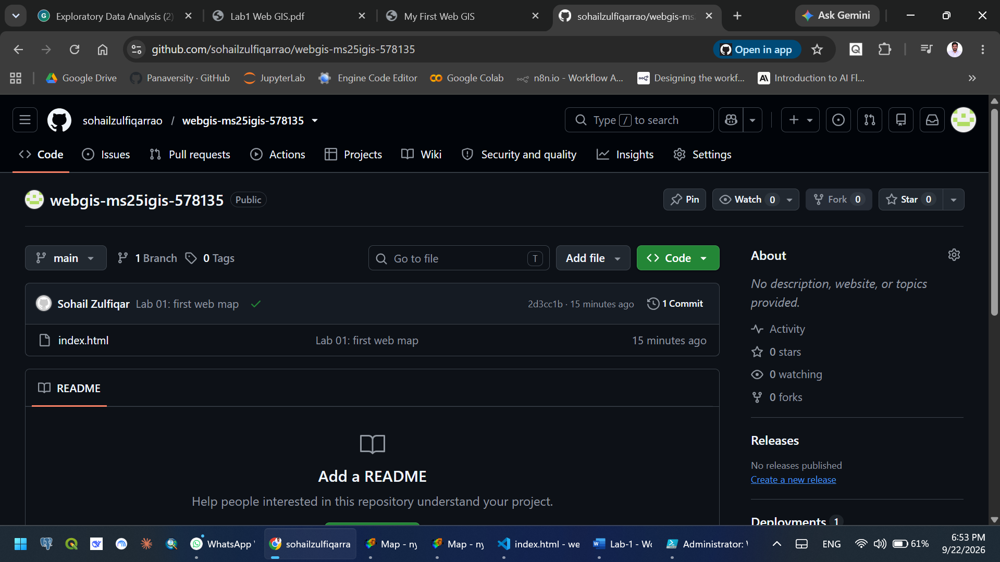 Exploratory Data Analysis (2)
Lab1 Web GIS.pdf
My First Web GIS
sohailzulfiqarrao/webgis-ms
Ask Gemini
github.com/sohailzulfiqarrao/webgis-ms25igis-578135
Open in app
Google Drive
Panaversity · GitHub
JupyterLab
Engine Code Editor
Google Colab
n8n.io - Workflow A...
Designing the workf...
Introduction to AI Fl...
sohailzulfiqarrao / webgis-ms25igis-578135
Type / to search
Code
Issues
Pull requests
Actions
Projects
Wiki
Security and quality
Insights
Settings
webgis-ms25igis-578135 Public
Pin
Watch 0
Fork 0
Star 0
main
1 Branch
0 Tags
Go to file T
Add file
Code
Sohail Zulfiqar Lab 01: first web map
2d3cc1b · 15 minutes ago
1 Commit
index.html
Lab 01: first web map
15 minutes ago
README
Add a README
Help people interested in this repository understand your project.
About
No description, website, or topics
provided.
Activity
0 stars
0 watching
0 forks
Releases
No releases published
Create a new release
Deployments 1
WhatsApp
sohailzulfiqarra
Map - ny
Map - ny
index.html - we
Lab-1 - Wo
Administrator:
ENG
61%
6:53 PM
9/22/2026